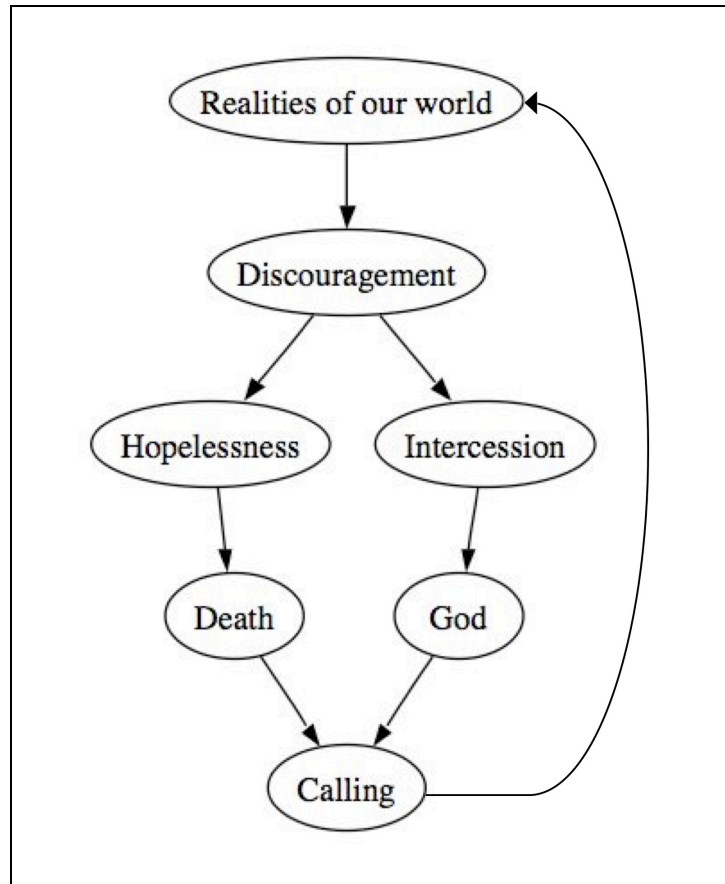 Realities of our world
Discouragement
Hopelessness
Intercession
Death
God
Calling